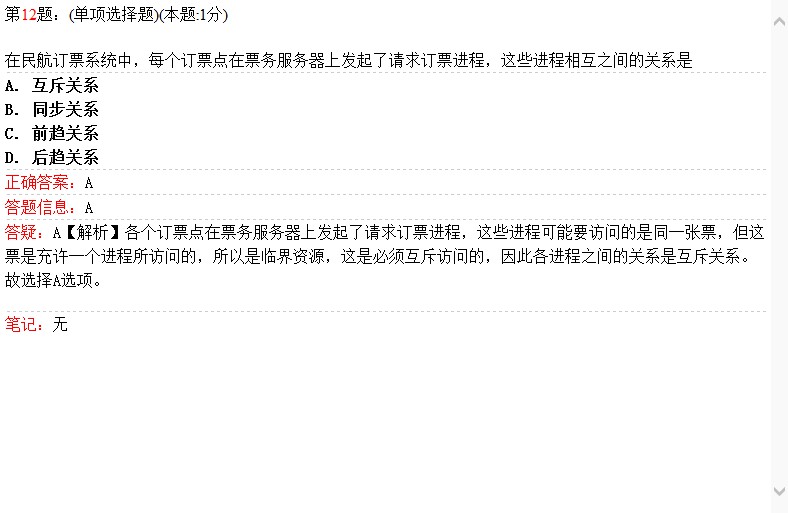 第12题：(单项选择题)(本题:1分)
在民航订票系统中，每个订票点在票务服务器上发起了请求订票进程，这些进程相互之间的关系是
A. 互斥关系
B. 同步关系
C. 前趋关系
D. 后趋关系
正确答案：A
答题信息：A
答疑：A【解析】各个订票点在票务服务器上发起了请求订票进程，这些进程可能要访问的是同一张票，但这
票是充许一个进程所访问的，所以是临界资源，这是必须互斥访问的，因此各进程之间的关系是互斥关系。
故选择A选项。
笔记：无